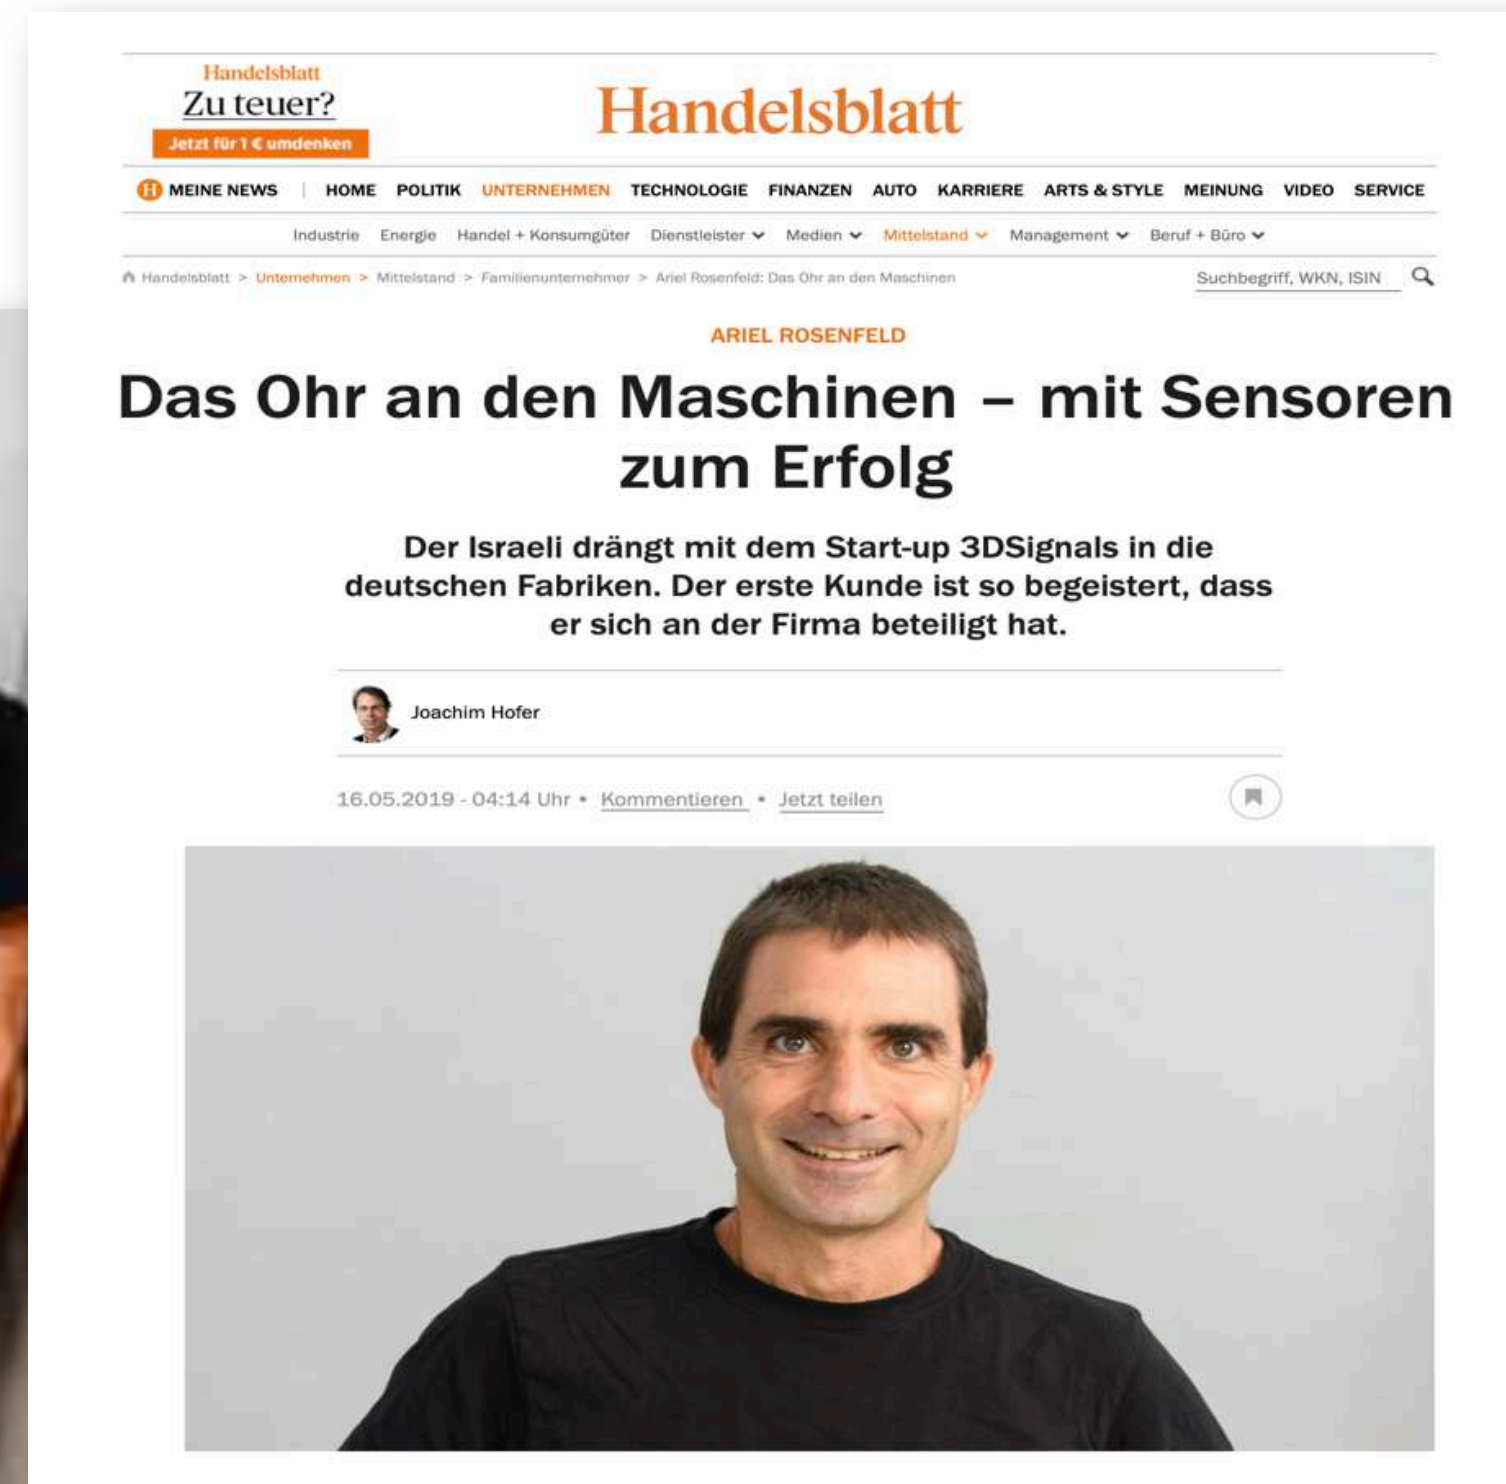 Handelsblatt
Zu teuer?
Jetzt für 1 € umdenken
Handelsblatt
MEINE NEWS | HOME POLITIK UNTERNEHMEN TECHNOLOGIE FINANZEN AUTO KARRIERE ARTS & STYLE MEINUNG VIDEO SERVICE
Industrie Energie Handel + Konsumgüter Dienstleister Medien Mittelstand Management Beruf + Büro
Handelsblatt > Unternehmen > Mittelstand > Familienunternehmer > Ariel Rosenfeld: Das Ohr an den Maschinen Suchbegriff, WKN, ISIN
ARIEL ROSENFELD
Das Ohr an den Maschinen – mit Sensoren
zum Erfolg
Der Israeli drängt mit dem Start-up 3DSignals in die
deutschen Fabriken. Der erste Kunde ist so begeistert, dass
er sich an der Firma beteiligt hat.
Joachim Hofer
16.05.2019 - 04:14 Uhr • Kommentieren • Jetzt teilen